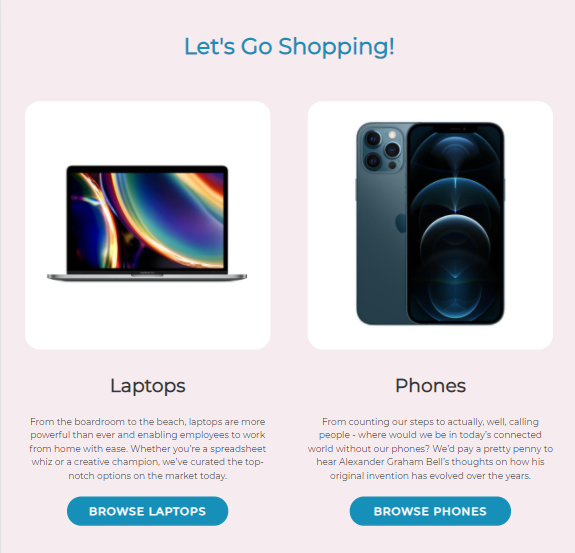 Let's Go Shopping!
Laptops
From the boardroom to the beach, laptops are more
powerful than ever and enabling employees to work
from home with ease. Whether you're a spreadsheet
whiz or a creative champion, we've curated the top-
notch options on the market today.
BROWSE LAPTOPS
Phones
From counting our steps to actually, well, calling
people - where would we be in today's connected
world without our phones? We'd pay a pretty penny to
hear Alexander Graham Bell's thoughts on how his
original invention has evolved over the years.
BROWSE PHONES